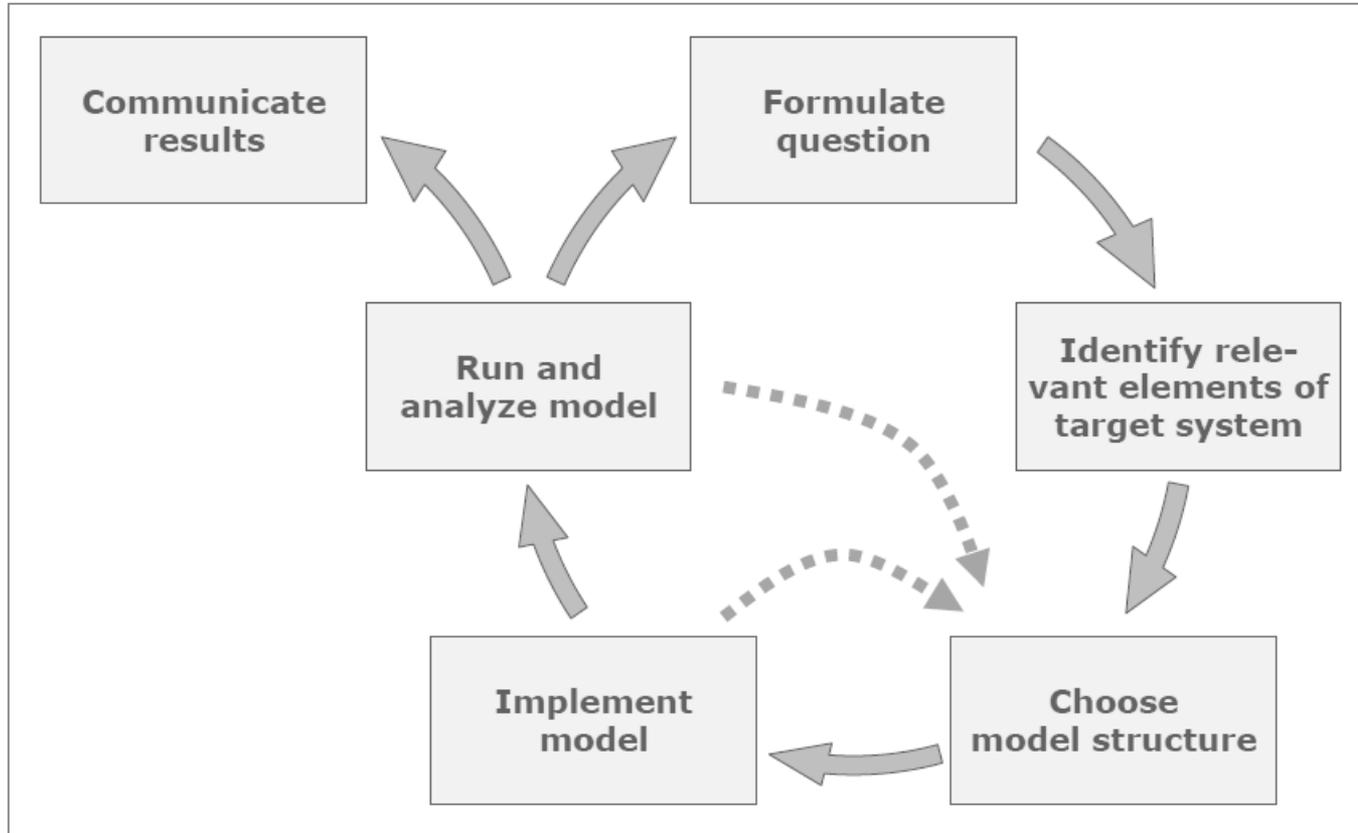 Communicate
results
Formulate
question
Run and
analyze model
Identify rele-
vant elements of
target system
Implement
model
Choose
model structure